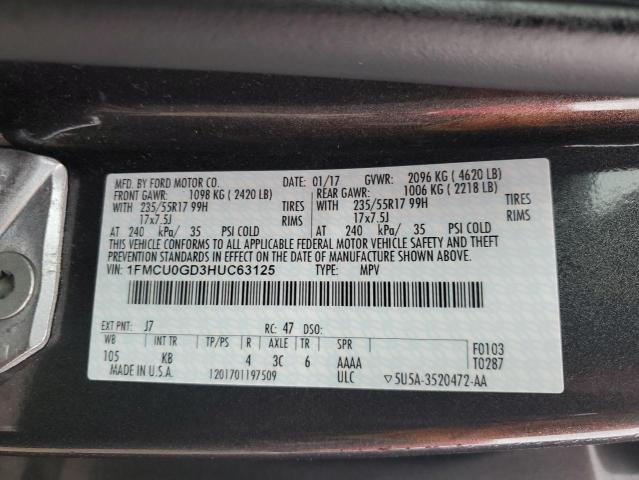 MFD. BY FORD MOTOR CO. DATE: 01/17 GVWR: 2096 KG ( 4620 LB)
FRONT GAWR: 1098 KG ( 2420 LB) REAR GAWR: 1006 KG ( 2218 LB)
WITH 235/55R17 99H TIRES WITH 235/55R17 99H TIRES
17x7.5J RIMS 17x7.5J RIMS
AT 240 kPa/ 35 PSI COLD AT 240 kPa/ 35 PSI COLD
THIS VEHICLE CONFORMS TO ALL APPLICABLE FEDERAL MOTOR VEHICLE SAFETY AND THEFT
PREVENTION STANDARDS IN EFFECT ON THE DATE OF MANUFACTURE SHOWN ABOVE.
VIN: 1FMCU0GD3HUC63125 TYPE: MPV
EXT PNT: J7 RC: 47 DSO:
WB INT TR TP/PS R AXLE TR SPR F0103
105 KB 4 3C 6 AAAA T0287
MADE IN U.S.A. 1201701197509 ULC ▽5U5A-3520472-AA